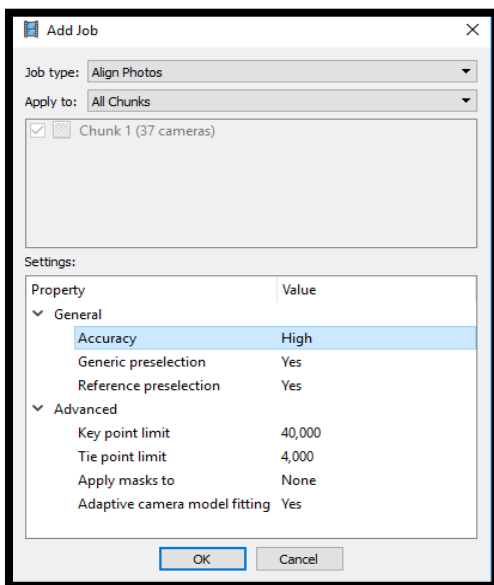 Add Job
Job type: Align Photos
Apply to: All Chunks
Chunk 1 (37 cameras)
Settings:
Property Value
General
Accuracy High
Generic preselection Yes
Reference preselection Yes
Advanced
Key point limit 40,000
Tie point limit 4,000
Apply masks to None
Adaptive camera model fitting Yes
OK Cancel